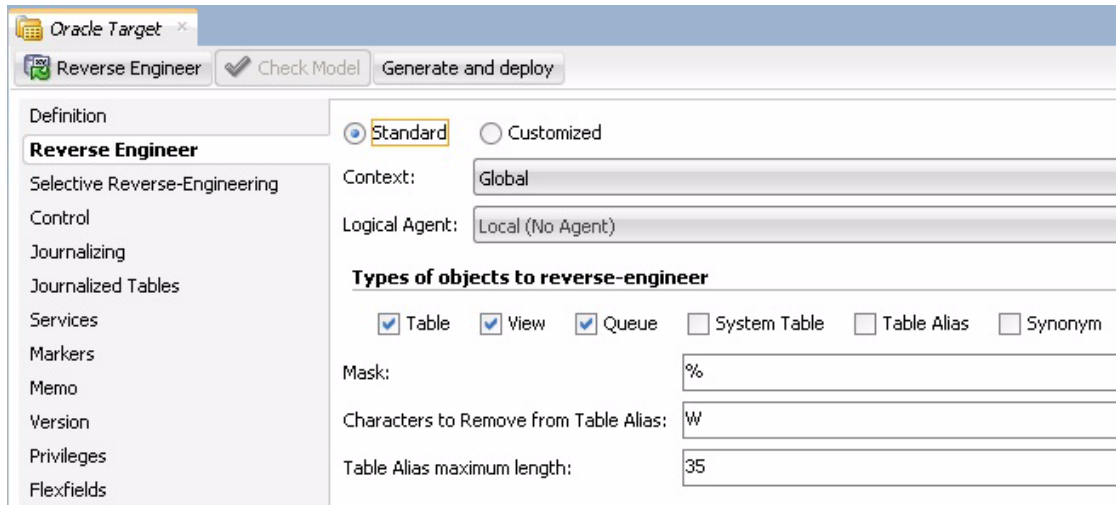 Oracle Target
Reverse Engineer Check Model Generate and deploy
Definition
Reverse Engineer
Selective Reverse-Engineering
Control
Journalizing
Journalized Tables
Services
Markers
Memo
Version
Privileges
Flexfields
Standard Customized
Context: Global
Logical Agent: Local (No Agent)
Types of objects to reverse-engineer
Table View Queue System Table Table Alias Synonym
Mask: %
Characters to Remove from Table Alias: W
Table Alias maximum length: 35